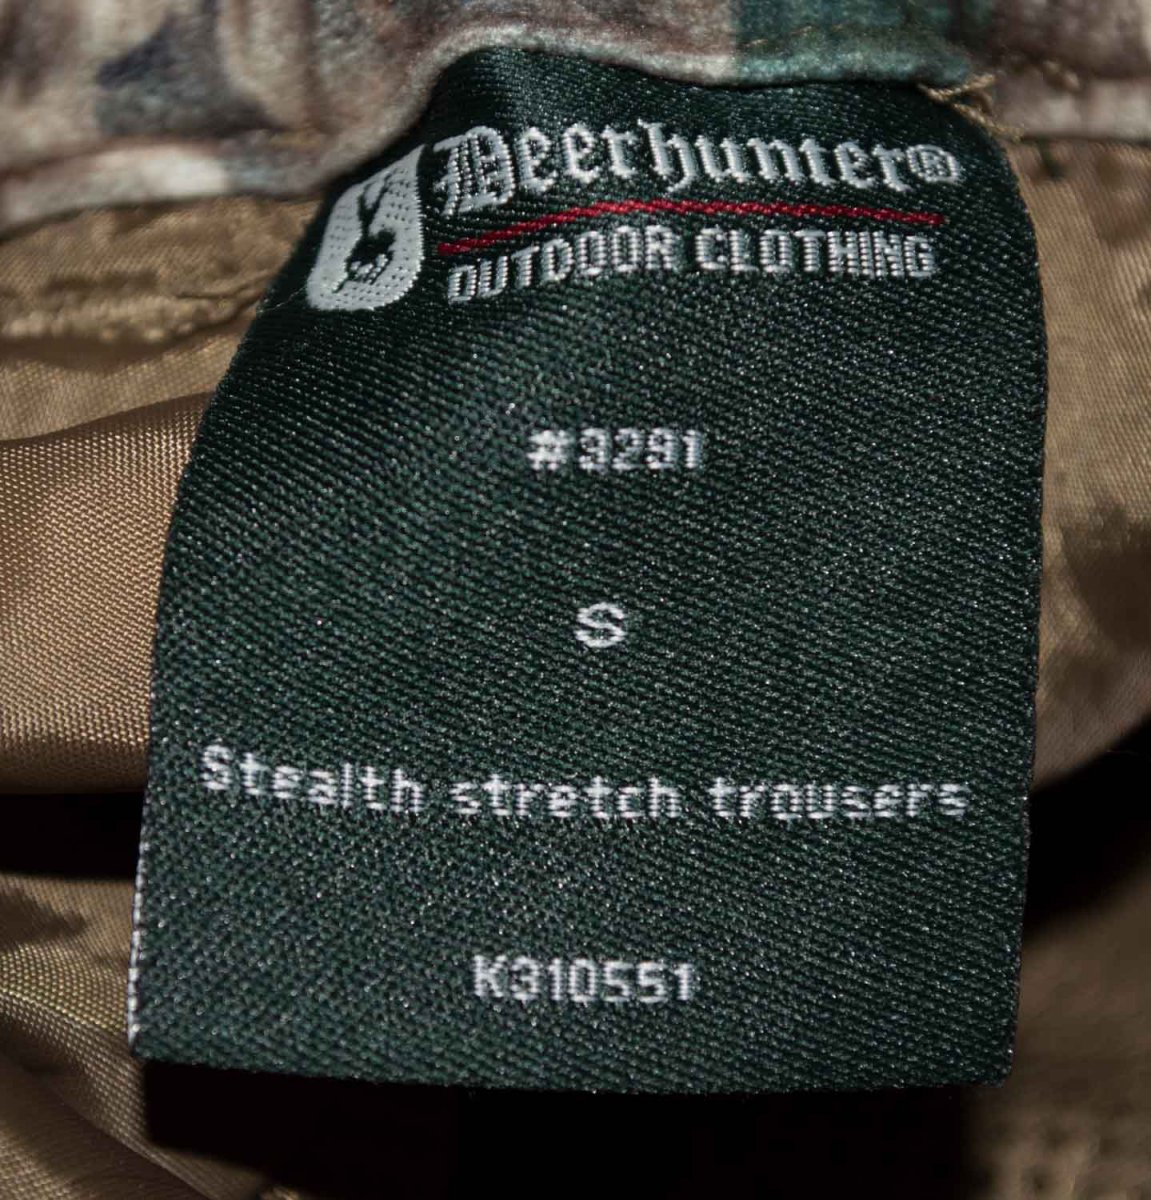 Deerhunter®
OUTDOOR CLOTHING
#3291
S
Stealth stretch trousers
K310551